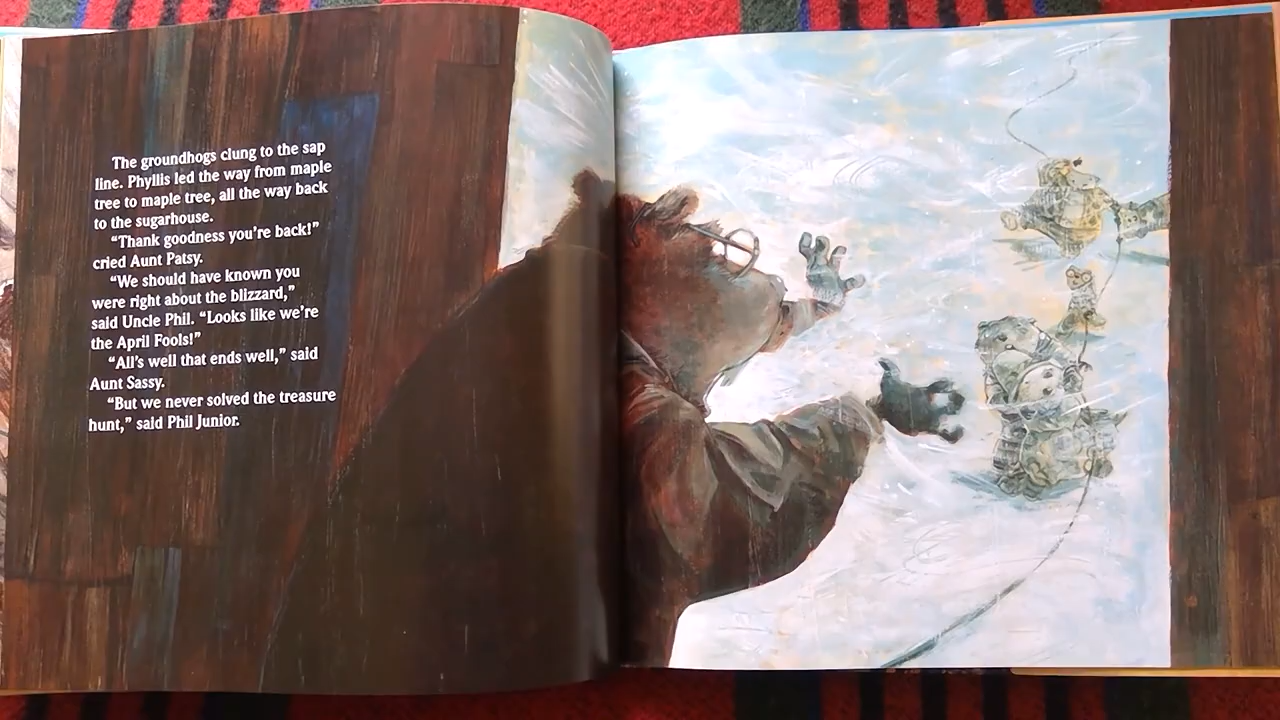 The groundhogs clung to the sap
line. Phyllis led the way from maple
tree to maple tree, all the way back
to the sugarhouse.
“Thank goodness you’re back!”
cried Aunt Patsy.
“We should have known you
were right about the blizzard,”
said Uncle Phil. “Looks like we’re
the April Fools!”
“All’s well that ends well,” said
Aunt Sassy.
“But we never solved the treasure
hunt,” said Phil Junior.